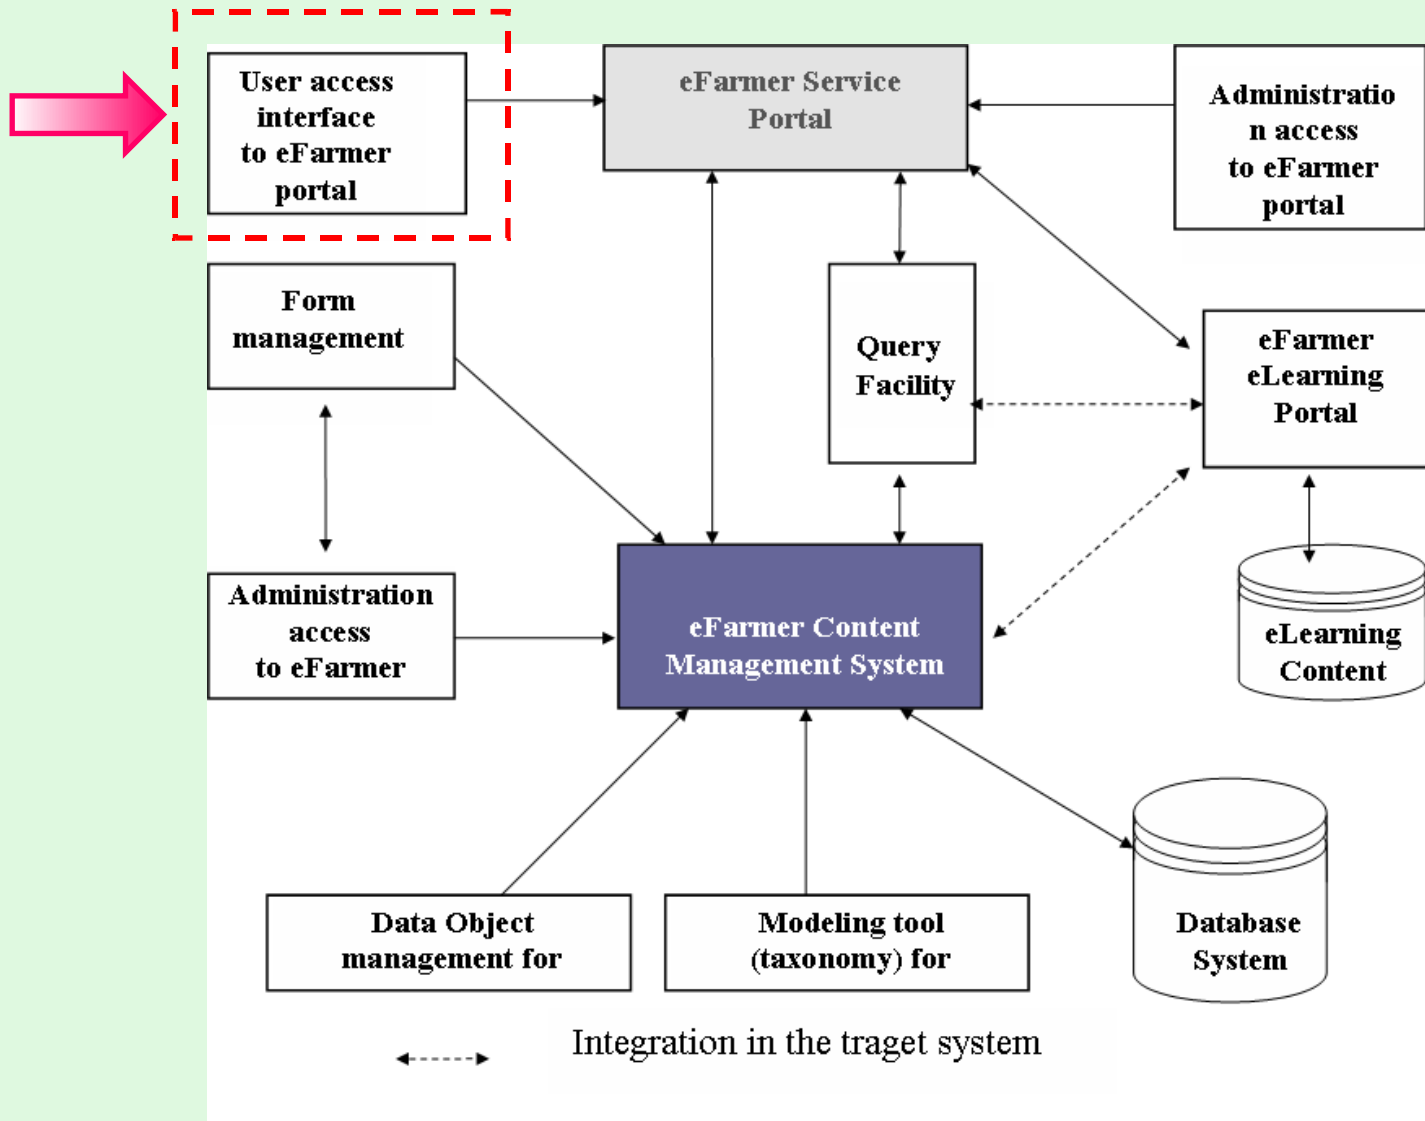 User access
interface
to eFarmer
portal
eFarmer Service
Portal
Administratio
n access
to eFarmer
portal
Form
management
Query
Facility
eFarmer
eLearning
Portal
Administration
access
to eFarmer
eFarmer Content
Management System
eLearning
Content
Data Object
management for
Modeling tool
(taxonomy) for
Database
System
Integration in the traget system